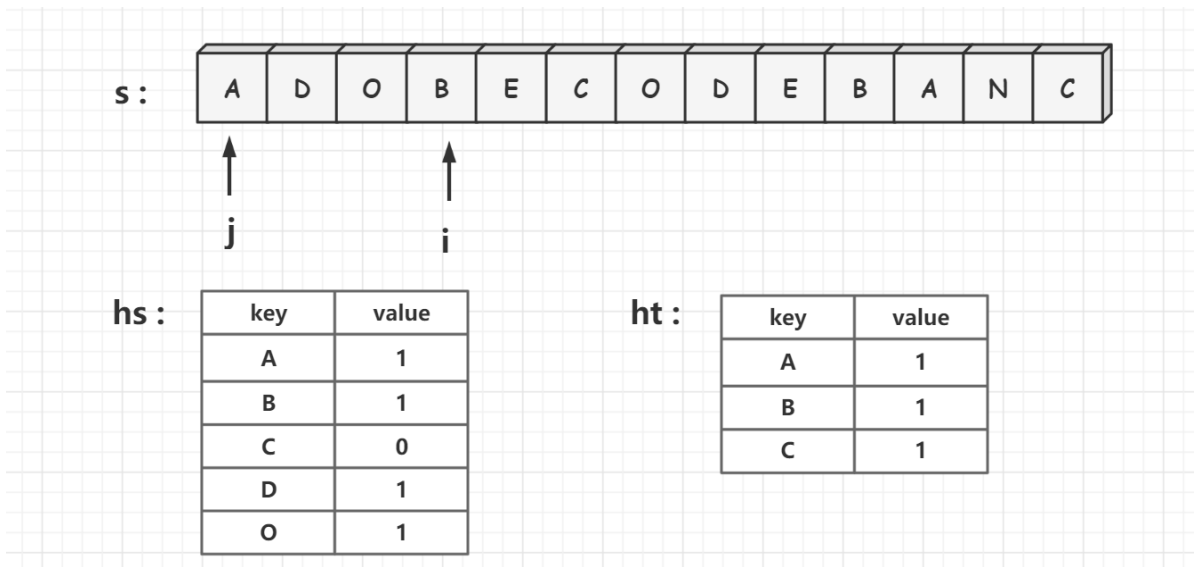 s : A D O B E C O D E B A N C
j i
hs :
key value
A 1
B 1
C 0
D 1
O 1
ht :
key value
A 1
B 1
C 1